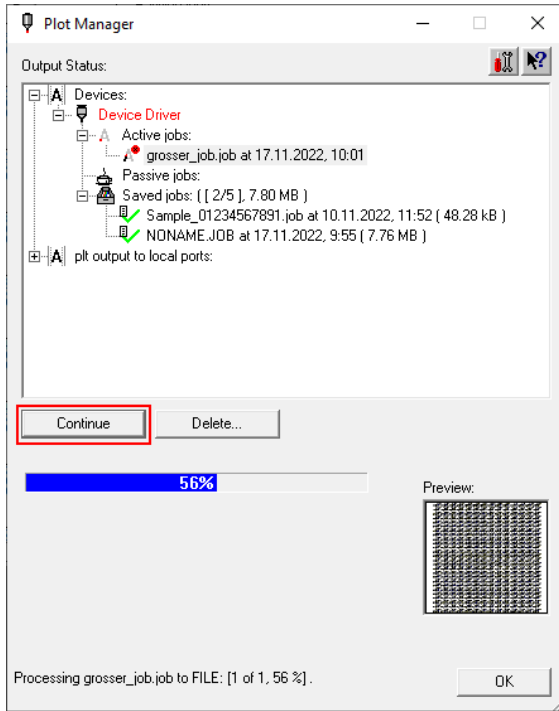 Plot Manager
Output Status:
Devices:
Device Driver
Active jobs:
grosser_job.job at 17.11.2022, 10:01
Passive jobs:
Saved jobs: ( [ 2/5 ], 7.80 MB )
Sample_01234567891.job at 10.11.2022, 11:52 ( 48.28 kB )
NONAME.JOB at 17.11.2022, 9:55 ( 7.76 MB )
plt output to local ports:
Continue
Delete...
56%
Preview:
Processing grosser_job.job to FILE: [1 of 1, 56 %] .
OK